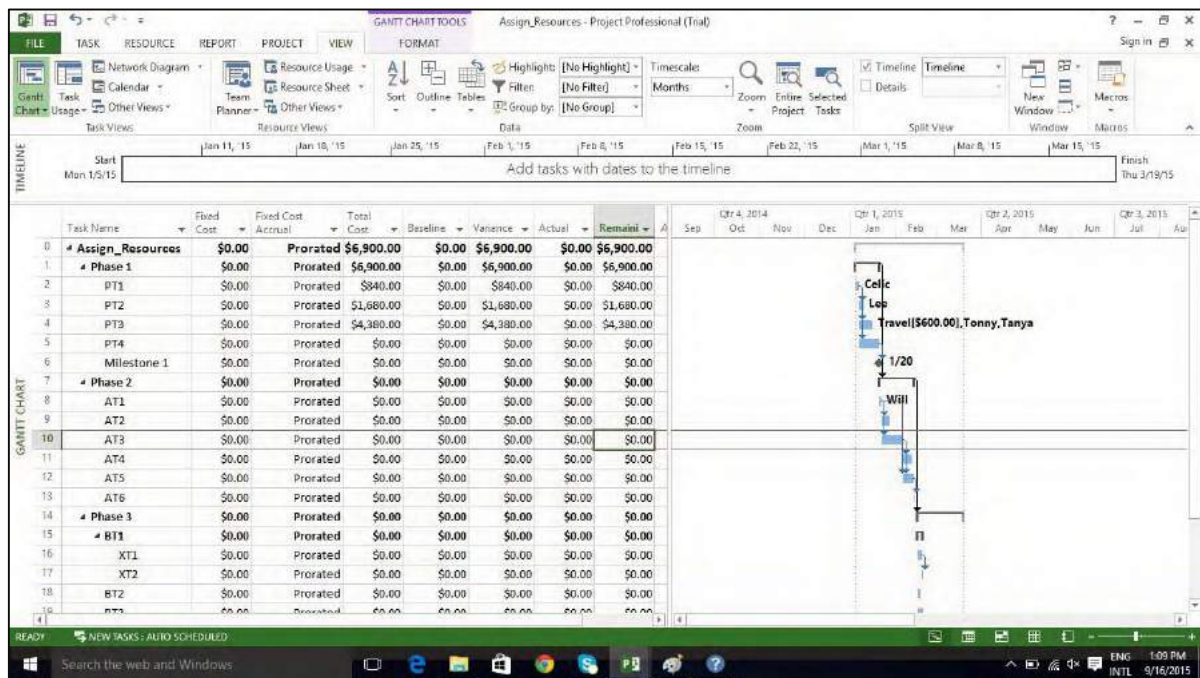 GANTT CHART TOOLS Assign_Resources - Project Professional (Trial)
FILE TASK RESOURCE REPORT PROJECT VIEW FORMAT Sign in
Network Diagram Resource Usage Highlight: [No Highlight] Timescale: Timeline Timeline
Calendar Resource Sheet Filter: [No Filter] Months Details
Gantt Chart Task Usage Other Views Team Planner Other Views Sort Outline Tables Group by: [No Group] Zoom Entire Project Selected Tasks New Window Macros
Task Views Resource Views Data Zoom Split View Window Macros
TIMELINE
Jan 11, '15 Jan 18, '15 Jan 25, '15 Feb 1, '15 Feb 8, '15 Feb 15, '15 Feb 22, '15 Mar 1, '15 Mar 8, '15 Mar 15, '15
Start
Mon 1/5/15
Add tasks with dates to the timeline
Finish
Thu 3/19/15
GANTT CHART
Task Name Fixed Cost Fixed Cost Accrual Total Cost Baseline Variance Actual Remaini A
Qtr 4, 2014 Qtr 1, 2015 Qtr 2, 2015 Qtr 3, 2015
Sep Oct Nov Dec Jan Feb Mar Apr May Jun Jul Au
0 Assign_Resources $0.00 Prorated $6,900.00 $0.00 $6,900.00 $0.00 $6,900.00
1 Phase 1 $0.00 Prorated $6,900.00 $0.00 $6,900.00 $0.00 $6,900.00
2 PT1 $0.00 Prorated $840.00 $0.00 $840.00 $0.00 $840.00 Celic
3 PT2 $0.00 Prorated $1,680.00 $0.00 $1,680.00 $0.00 $1,680.00 Lee
4 PT3 $0.00 Prorated $4,380.00 $0.00 $4,380.00 $0.00 $4,380.00 Travel[$600.00],Tonny,Tanya
5 PT4 $0.00 Prorated $0.00 $0.00 $0.00 $0.00 $0.00
6 Milestone 1 $0.00 Prorated $0.00 $0.00 $0.00 $0.00 $0.00 1/20
7 Phase 2 $0.00 Prorated $0.00 $0.00 $0.00 $0.00 $0.00
8 AT1 $0.00 Prorated $0.00 $0.00 $0.00 $0.00 $0.00 Will
9 AT2 $0.00 Prorated $0.00 $0.00 $0.00 $0.00 $0.00
10 AT3 $0.00 Prorated $0.00 $0.00 $0.00 $0.00 $0.00
11 AT4 $0.00 Prorated $0.00 $0.00 $0.00 $0.00 $0.00
12 AT5 $0.00 Prorated $0.00 $0.00 $0.00 $0.00 $0.00
13 AT6 $0.00 Prorated $0.00 $0.00 $0.00 $0.00 $0.00
14 Phase 3 $0.00 Prorated $0.00 $0.00 $0.00 $0.00 $0.00
15 BT1 $0.00 Prorated $0.00 $0.00 $0.00 $0.00 $0.00
16 XT1 $0.00 Prorated $0.00 $0.00 $0.00 $0.00 $0.00
17 XT2 $0.00 Prorated $0.00 $0.00 $0.00 $0.00 $0.00
18 BT2 $0.00 Prorated $0.00 $0.00 $0.00 $0.00 $0.00
READY NEW TASKS : AUTO SCHEDULED
Search the web and Windows
ENG 1:09 PM
INTL 9/16/2015